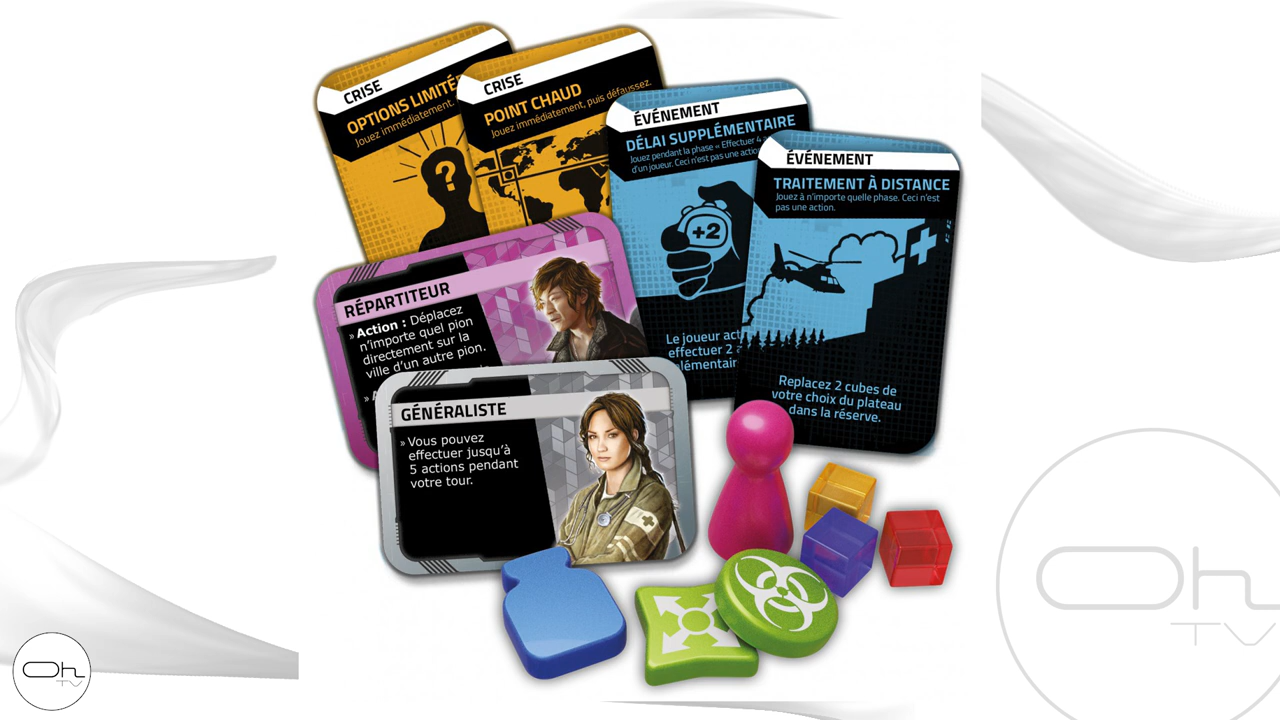 CRISE
OPTIONS LIMITÉ
Jouez immédiatement.
CRISE
POINT CHAUD
Jouez immédiatement, puis défaussez.
ÉVÉNEMENT
DÉLAI SUPPLÉMENTAIRE
Jouez pendant la phase « Effectuer 4
d'un joueur. Ceci n'est pas une action
+2
Le joueur
effectuer 2
ÉVÉNEMENT
TRAITEMENT À DISTANCE
Jouez à n'importe quelle phase. Ceci n'est
pas une action.
Replacez 2 cubes de
votre choix du plateau
dans la réserve.
RÉPARTITEUR
» Action : Déplacez
n'importe quel pion
directement sur la
ville d'un autre pion.
GÉNÉRALISTE
» Vous pouvez
effectuer jusqu'à
5 actions pendant
votre tour.
Oh
TV
Oh
TV